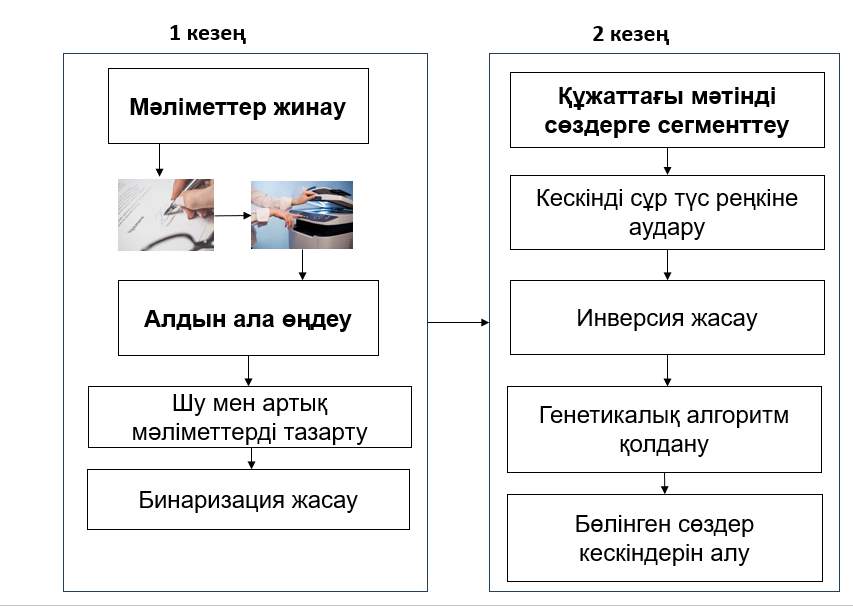 1 кезең
Мәліметтер жинау
Алдын ала өңдеу
Шу мен артық
мәліметтерді тазарту
Бинаризация жасау
2 кезең
Құжаттағы мәтінді
сөздерге сегменттеу
Кескінді сұр түс реңкіне
аудару
Инверсия жасау
Генетикалық алгоритм
қолдану
Бөлінген сөздер
кескіндерін алу